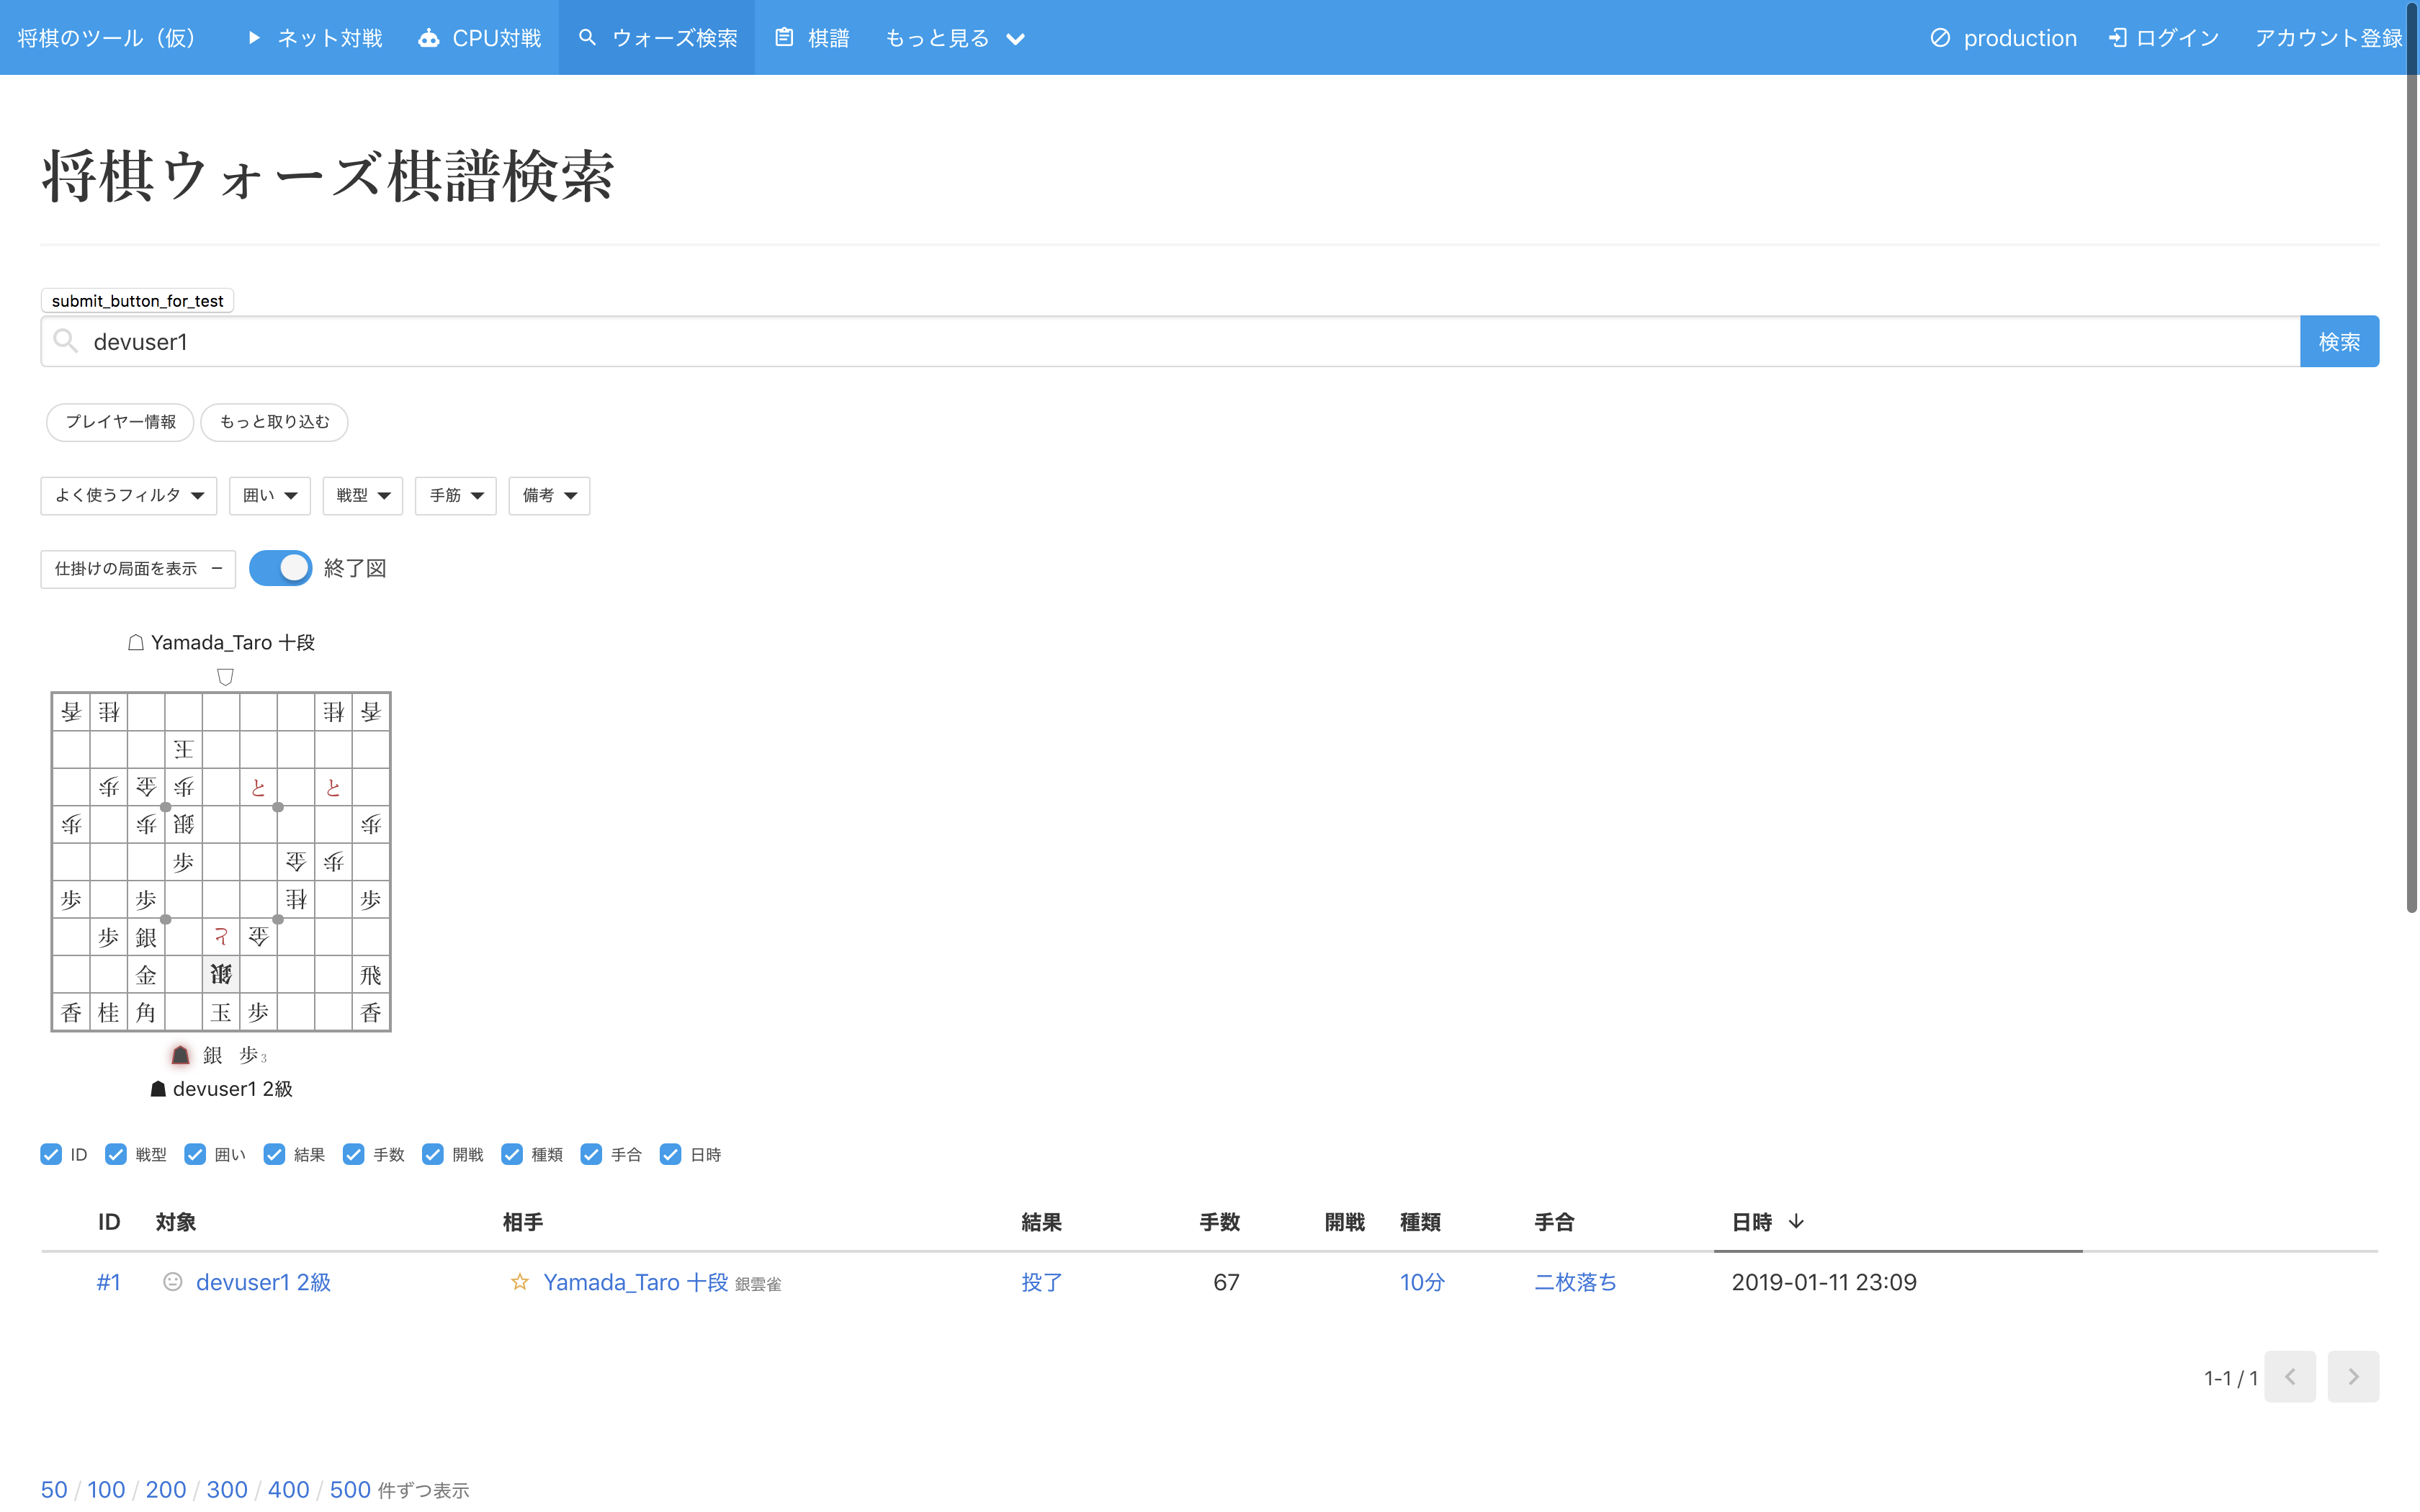 将棋のツール（仮） ネット対戦 CPU対戦 ウォーズ検索 棋譜 もっと見る production ログイン アカウント登録
将棋ウォーズ棋譜検索
submit_button_for_test
devuser1 検索
プレイヤー情報 もっと取り込む
よく使うフィルタ 囲い 戦型 手筋 備考
仕掛けの局面を表示 終了図
☖ Yamada_Taro 十段
☖
香 桂 桂 香
王
歩 金 歩 と と
歩 歩 銀 歩
歩 金 歩
歩 歩 桂 歩
歩 銀 と 金
金 銀 飛
香 桂 角 玉 歩 香
☗ 銀 歩3
☗ devuser1 2級
ID 戦型 囲い 結果 手数 開戦 種類 手合 日時
ID 対象 相手 結果 手数 開戦 種類 手合 日時
#1 devuser1 2級 Yamada_Taro 十段 銀雲雀 投了 67 10分 二枚落ち 2019-01-11 23:09
1-1 / 1
50 / 100 / 200 / 300 / 400 / 500 件ずつ表示